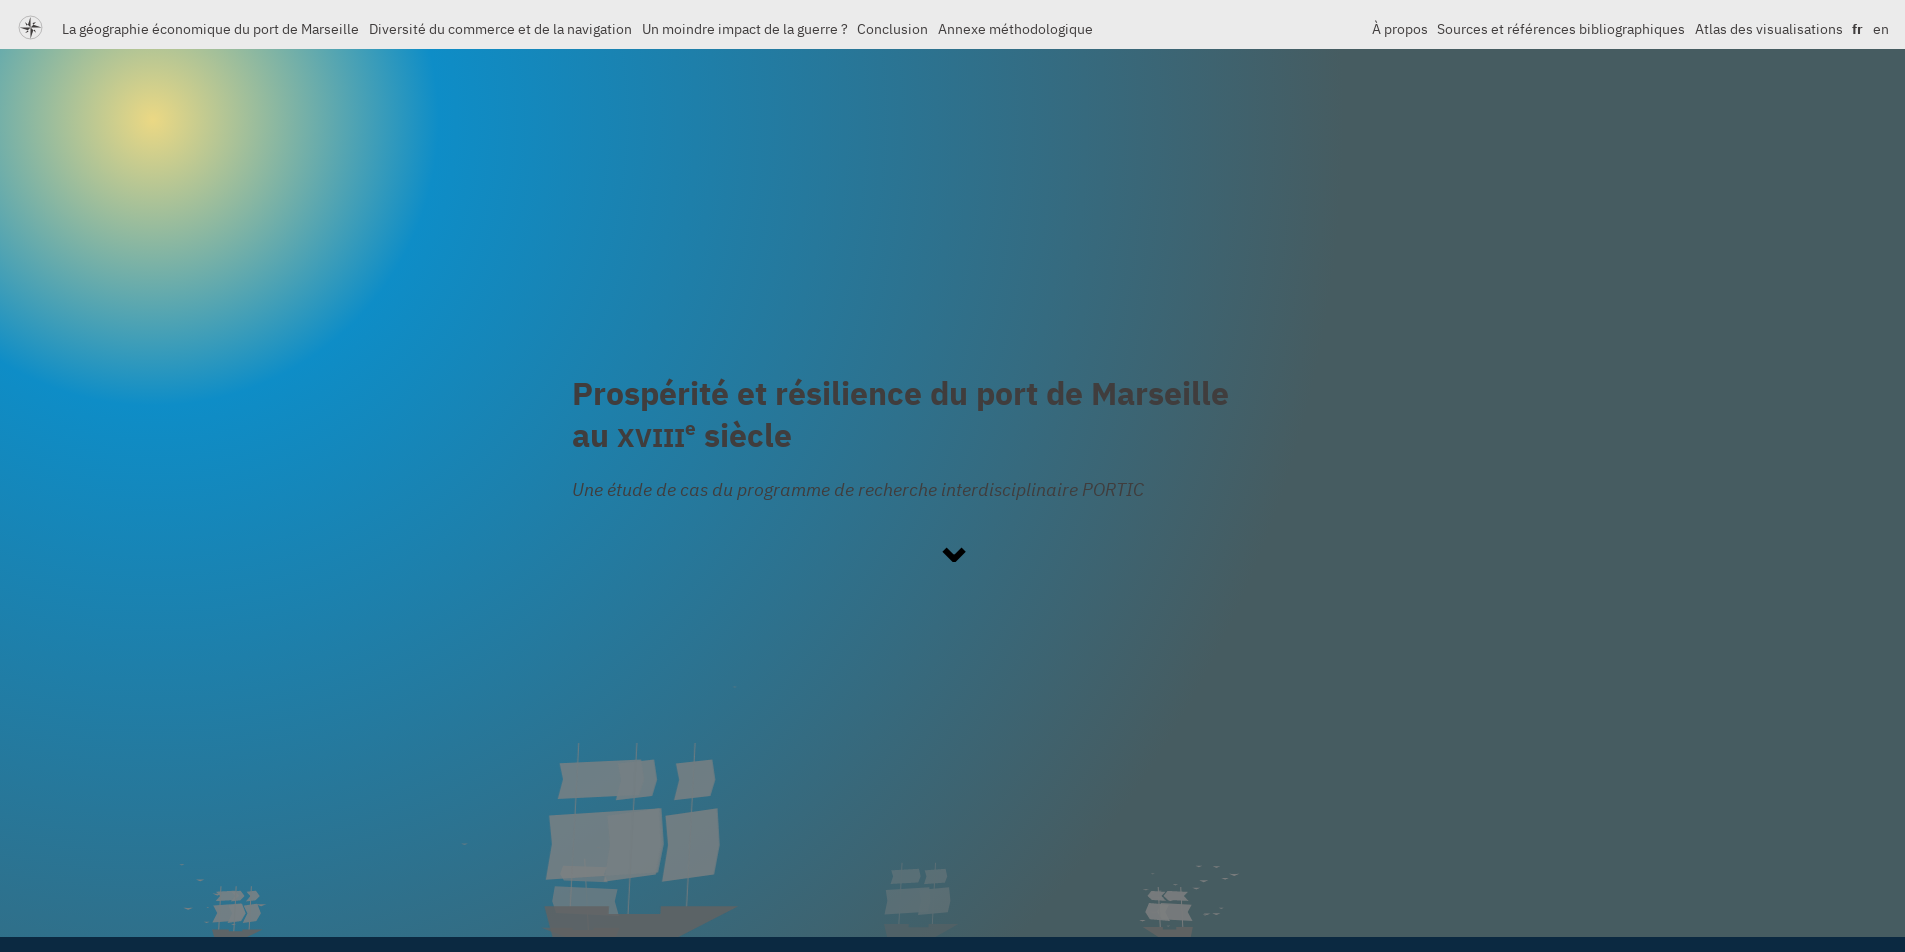 La géographie économique du port de Marseille Diversité du commerce et de la navigation Un moindre impact de la guerre ? Conclusion Annexe méthodologique À propos Sources et références bibliographiques Atlas des visualisations fr en
Prospérité et résilience du port de Marseille
au XVIIIe siècle
Une étude de cas du programme de recherche interdisciplinaire PORTIC